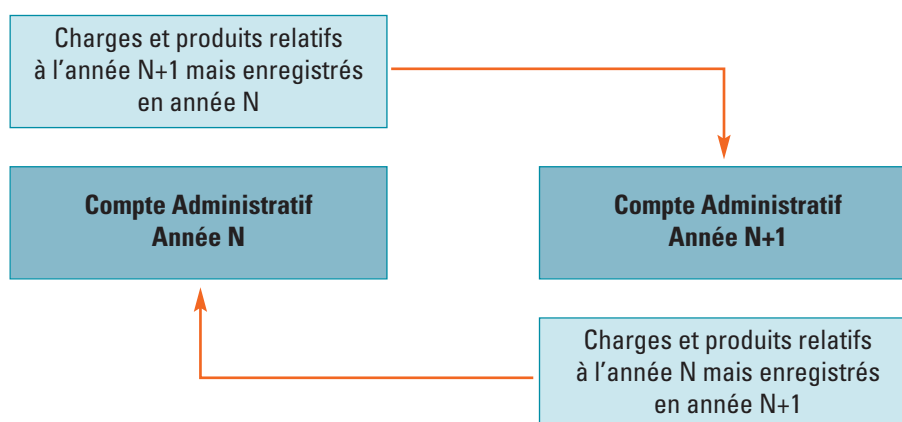 Charges et produits relatifs
à l’année N+1 mais enregistrés
en année N
Compte Administratif
Année N
Compte Administratif
Année N+1
Charges et produits relatifs
à l’année N mais enregistrés
en année N+1